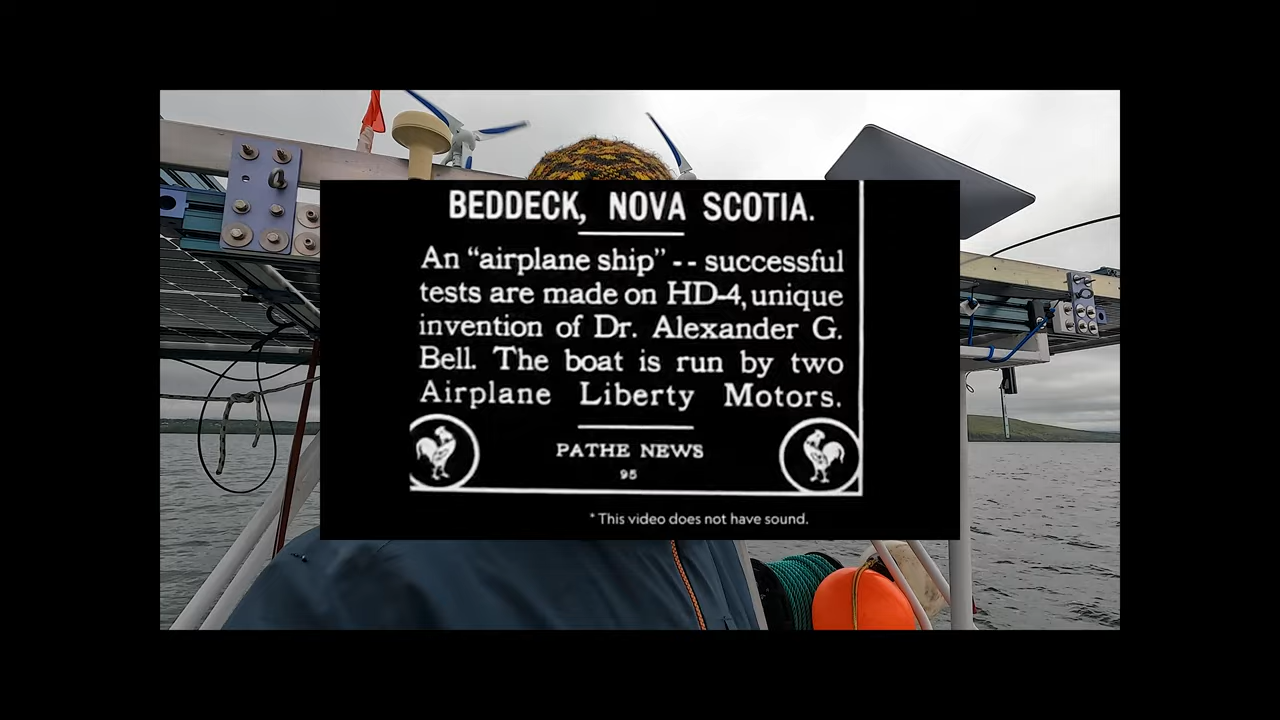 BEDDECK, NOVA SCOTIA.
An “airplane ship” -- successful
tests are made on HD-4, unique
invention of Dr. Alexander G.
Bell. The boat is run by two
Airplane Liberty Motors.
PATHE NEWS
95
* This video does not have sound.